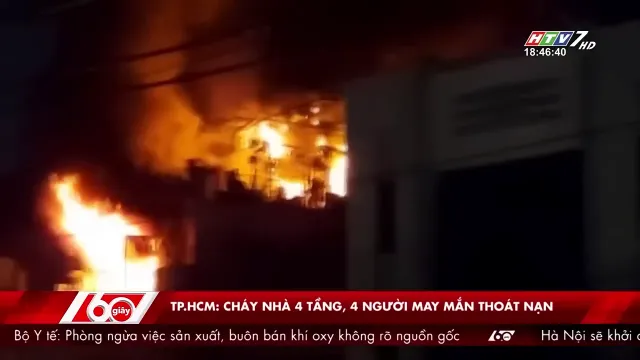 HTV7 HD
18:46:40
60 giây
TP.HCM: CHÁY NHÀ 4 TẦNG, 4 NGƯỜI MAY MẮN THOÁT NẠN
Bộ Y tế: Phòng ngừa việc sản xuất, buôn bán khí oxy không rõ nguồn gốc 60 Hà Nội sẽ khởi